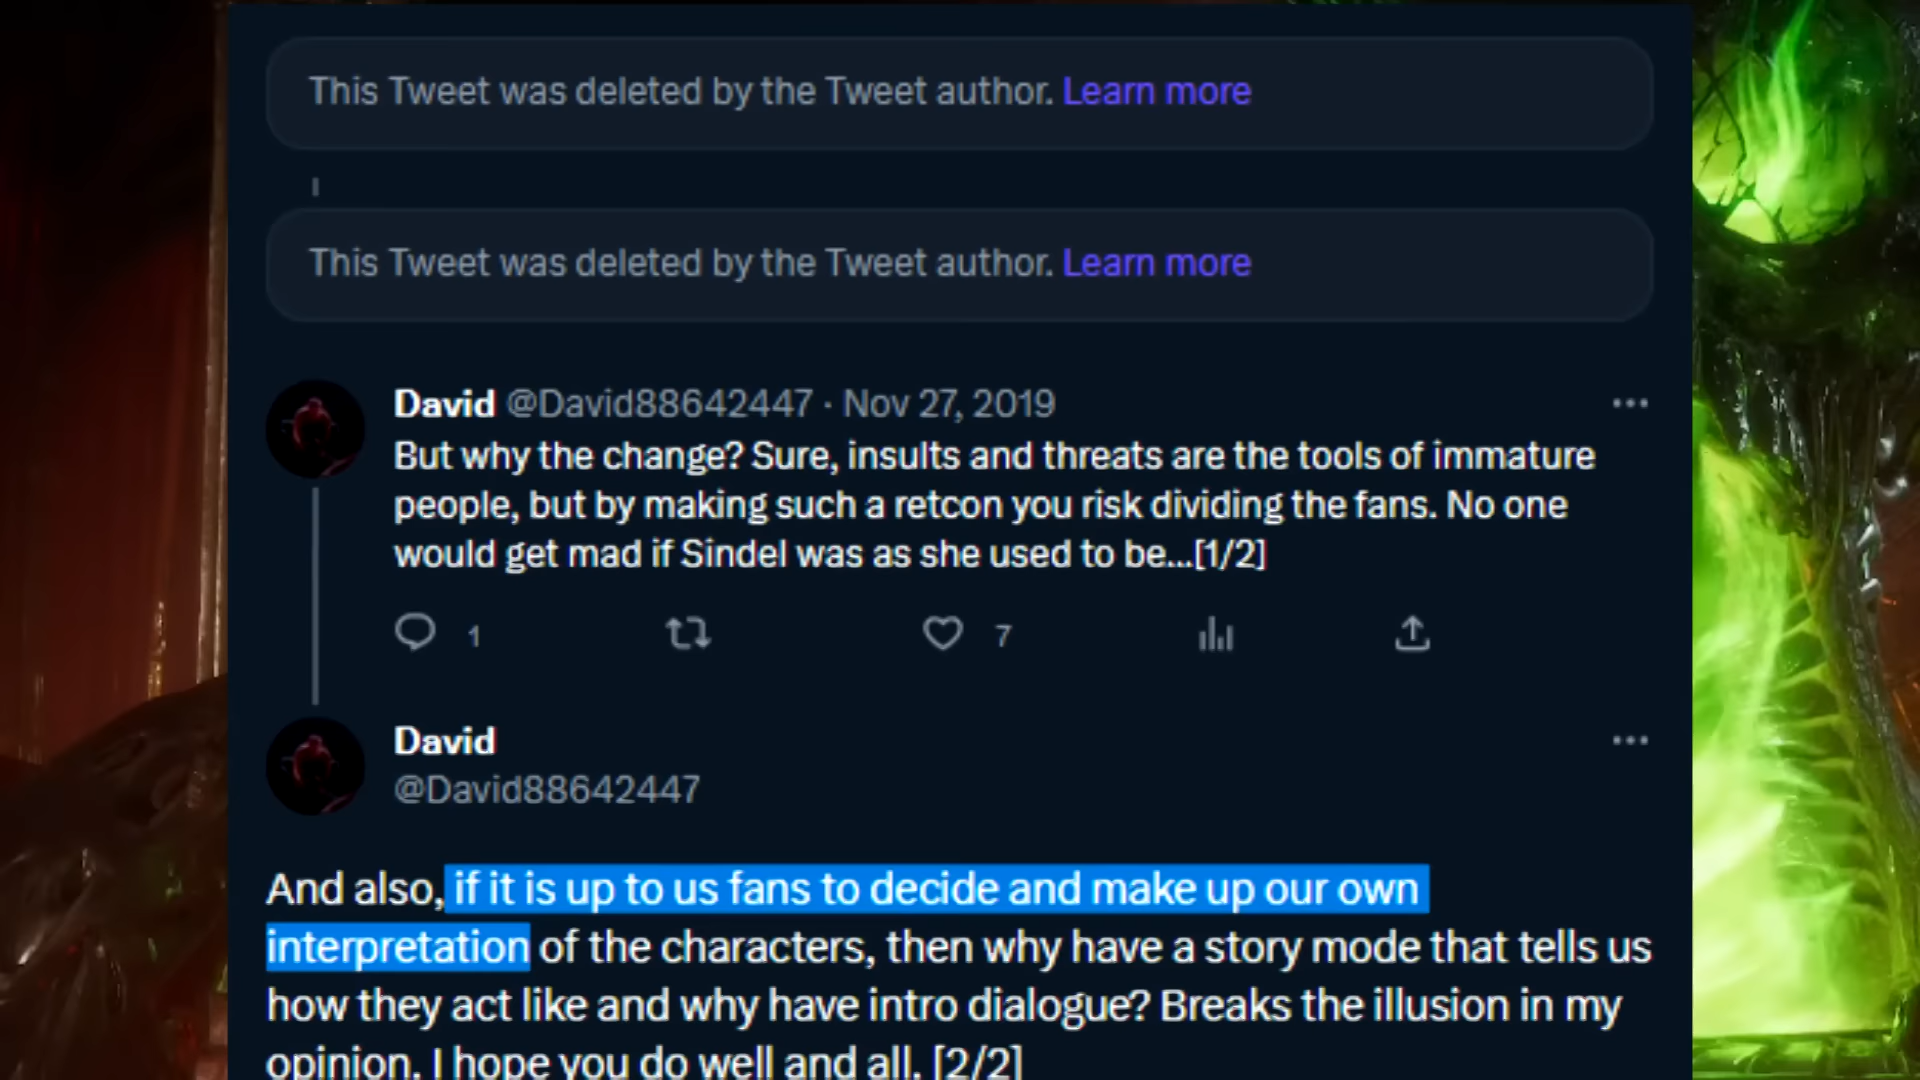 This Tweet was deleted by the Tweet author. Learn more
This Tweet was deleted by the Tweet author. Learn more
David @David88642447 · Nov 27, 2019
But why the change? Sure, insults and threats are the tools of immature
people, but by making such a retcon you risk dividing the fans. No one
would get mad if Sindel was as she used to be...[1/2]
1
7
David
@David88642447
And also, if it is up to us fans to decide and make up our own
interpretation of the characters, then why have a story mode that tells us
how they act like and why have intro dialogue? Breaks the illusion in my
opinion. I hope you do well and all. [2/2]